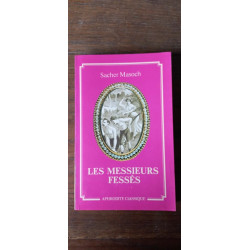 Sacher Masoch
LES MESSIEURS
FESSÉS
APHRODITE CLASSIQUE